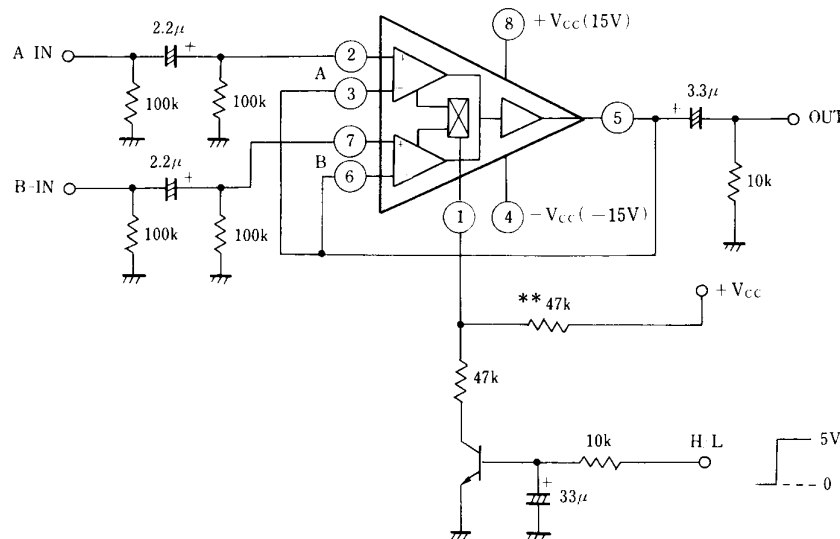 2.2μ
+
A IN
100k
100k
2
A
3
+
−
8
+VCC(15V)
3.3μ
+
5
OUT
10k
2.2μ
+
B-IN
100k
100k
7
B
6
+
1
4
−VCC(−15V)
** 47k
+VCC
47k
10k
H L
+
33μ
5V
0